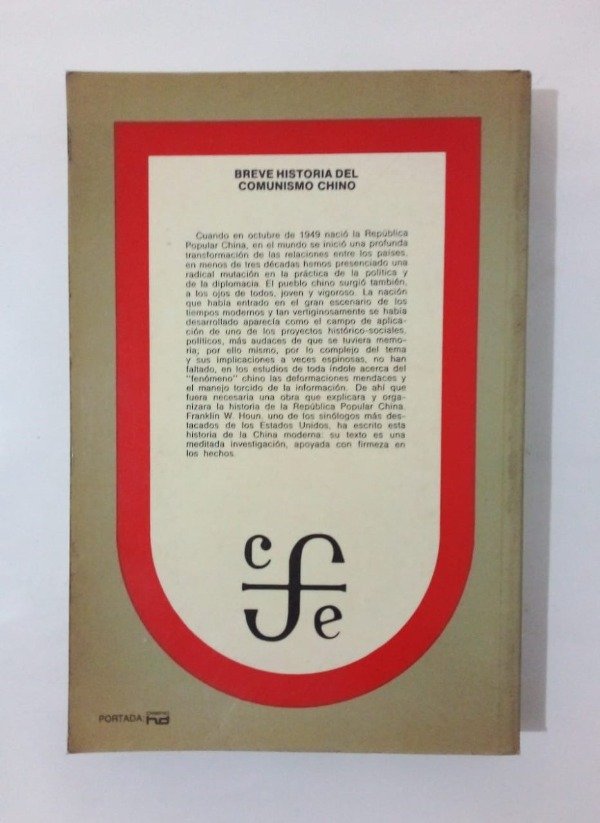 BREVE HISTORIA DEL
COMUNISMO CHINO
Cuando en octubre de 1949 nació la República
Popular China, en el mundo se inició una profunda
transformación de las relaciones entre los países,
en menos de tres décadas hemos presenciado una
radical mutación en la práctica de la política y
de la diplomacia. El pueblo chino surgió también,
a los ojos de todos, joven y vigoroso. La nación
que había entrado en el gran escenario de los
tiempos modernos y tan vertiginosamente se había
desarrollado aparecía como el campo de aplica-
ción de uno de los proyectos histórico-sociales,
políticos, más audaces de que se tuviera memo-
ria; por ello mismo, por lo complejo del tema
y sus implicaciones a veces espinosas, no han
faltado, en los estudios de toda índole acerca del
"fenómeno" chino las deformaciones mendaces y
el manejo torcido de la información. De ahí que
fuera necesaria una obra que explicara y orga-
nizara la historia de la República Popular China.
Franklin W. Houn, uno de los sinólogos más des-
tacados de los Estados Unidos, ha escrito esta
historia de la China moderna: su texto es una
meditada investigación, apoyada con firmeza en
los hechos.
c f e
PORTADA: hd